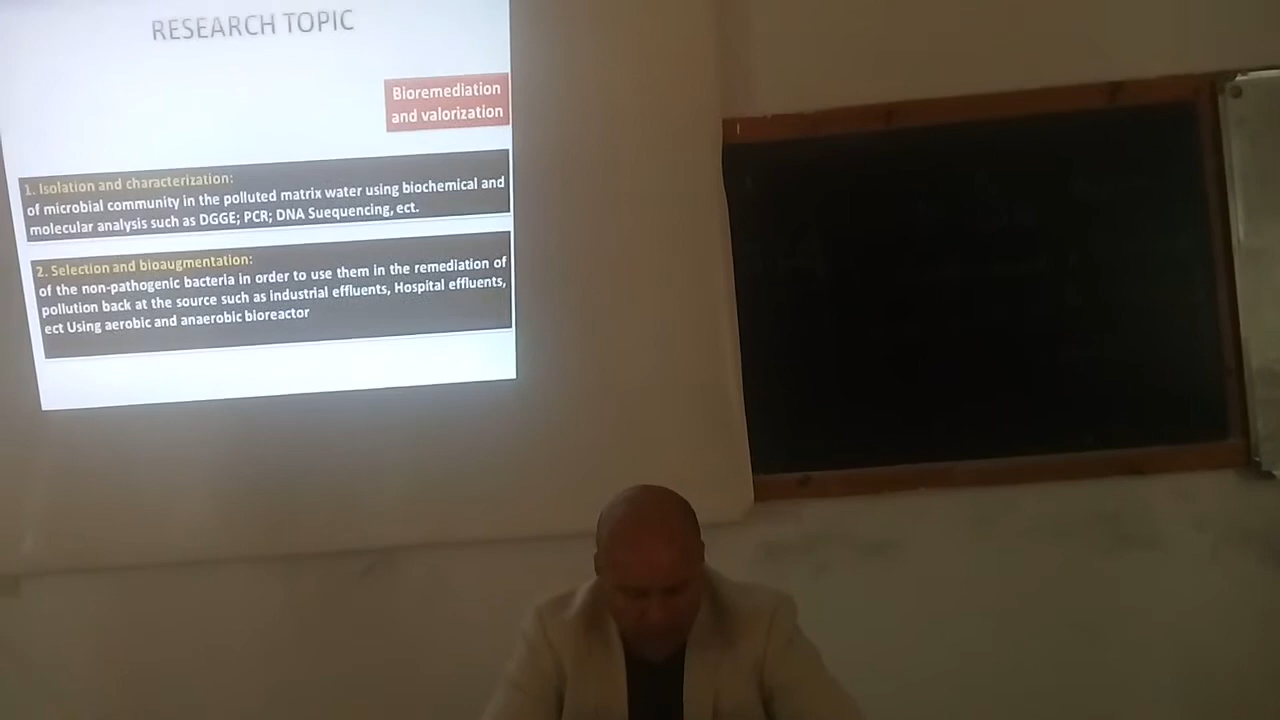 RESEARCH TOPIC
Bioremediation
and valorization
1. Isolation and characterization:
of microbial community in the polluted matrix water using biochemical and
molecular analysis such as DGGE; PCR; DNA Suequencing, ect.
2. Selection and bioaugmentation:
of the non-pathogenic bacteria in order to use them in the remediation of
pollution back at the source such as industrial effluents, Hospital effluents,
ect Using aerobic and anaerobic bioreactor